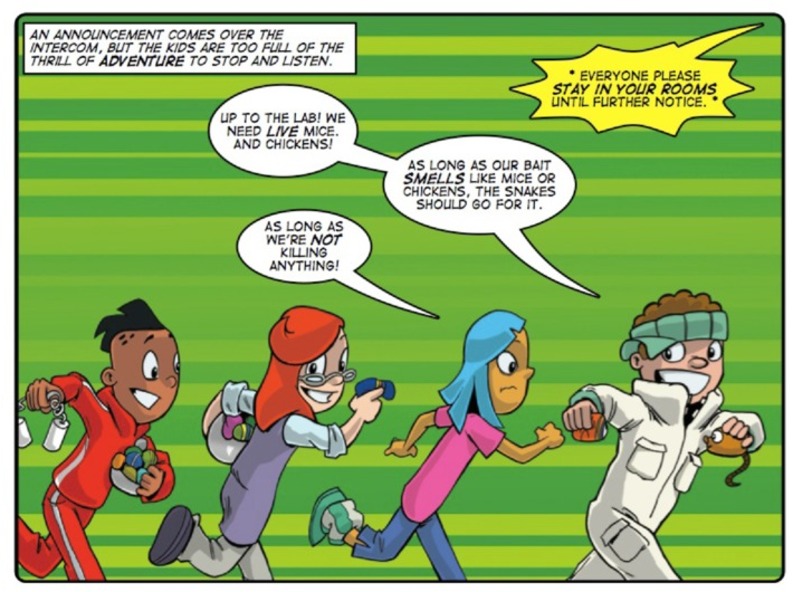 AN ANNOUNCEMENT COMES OVER THE
INTERCOM, BUT THE KIDS ARE TOO FULL OF THE
THRILL OF ADVENTURE TO STOP AND LISTEN.
* EVERYONE PLEASE
STAY IN YOUR ROOMS
UNTIL FURTHER NOTICE. *
UP TO THE LAB! WE
NEED LIVE MICE.
AND CHICKENS!
AS LONG AS OUR BAIT
SMELLS LIKE MICE OR
CHICKENS, THE SNAKES
SHOULD GO FOR IT.
AS LONG AS
WE'RE NOT
KILLING
ANYTHING!